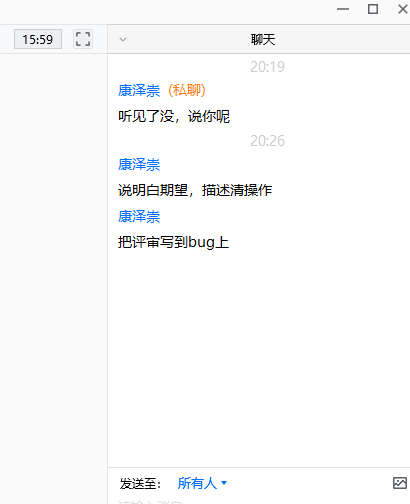 15:59
聊天
20:19
康泽崇（私聊）
听见了没，说你呢
20:26
康泽崇
说明白期望，描述清操作
康泽崇
把评审写到bug上
发送至： 所有人